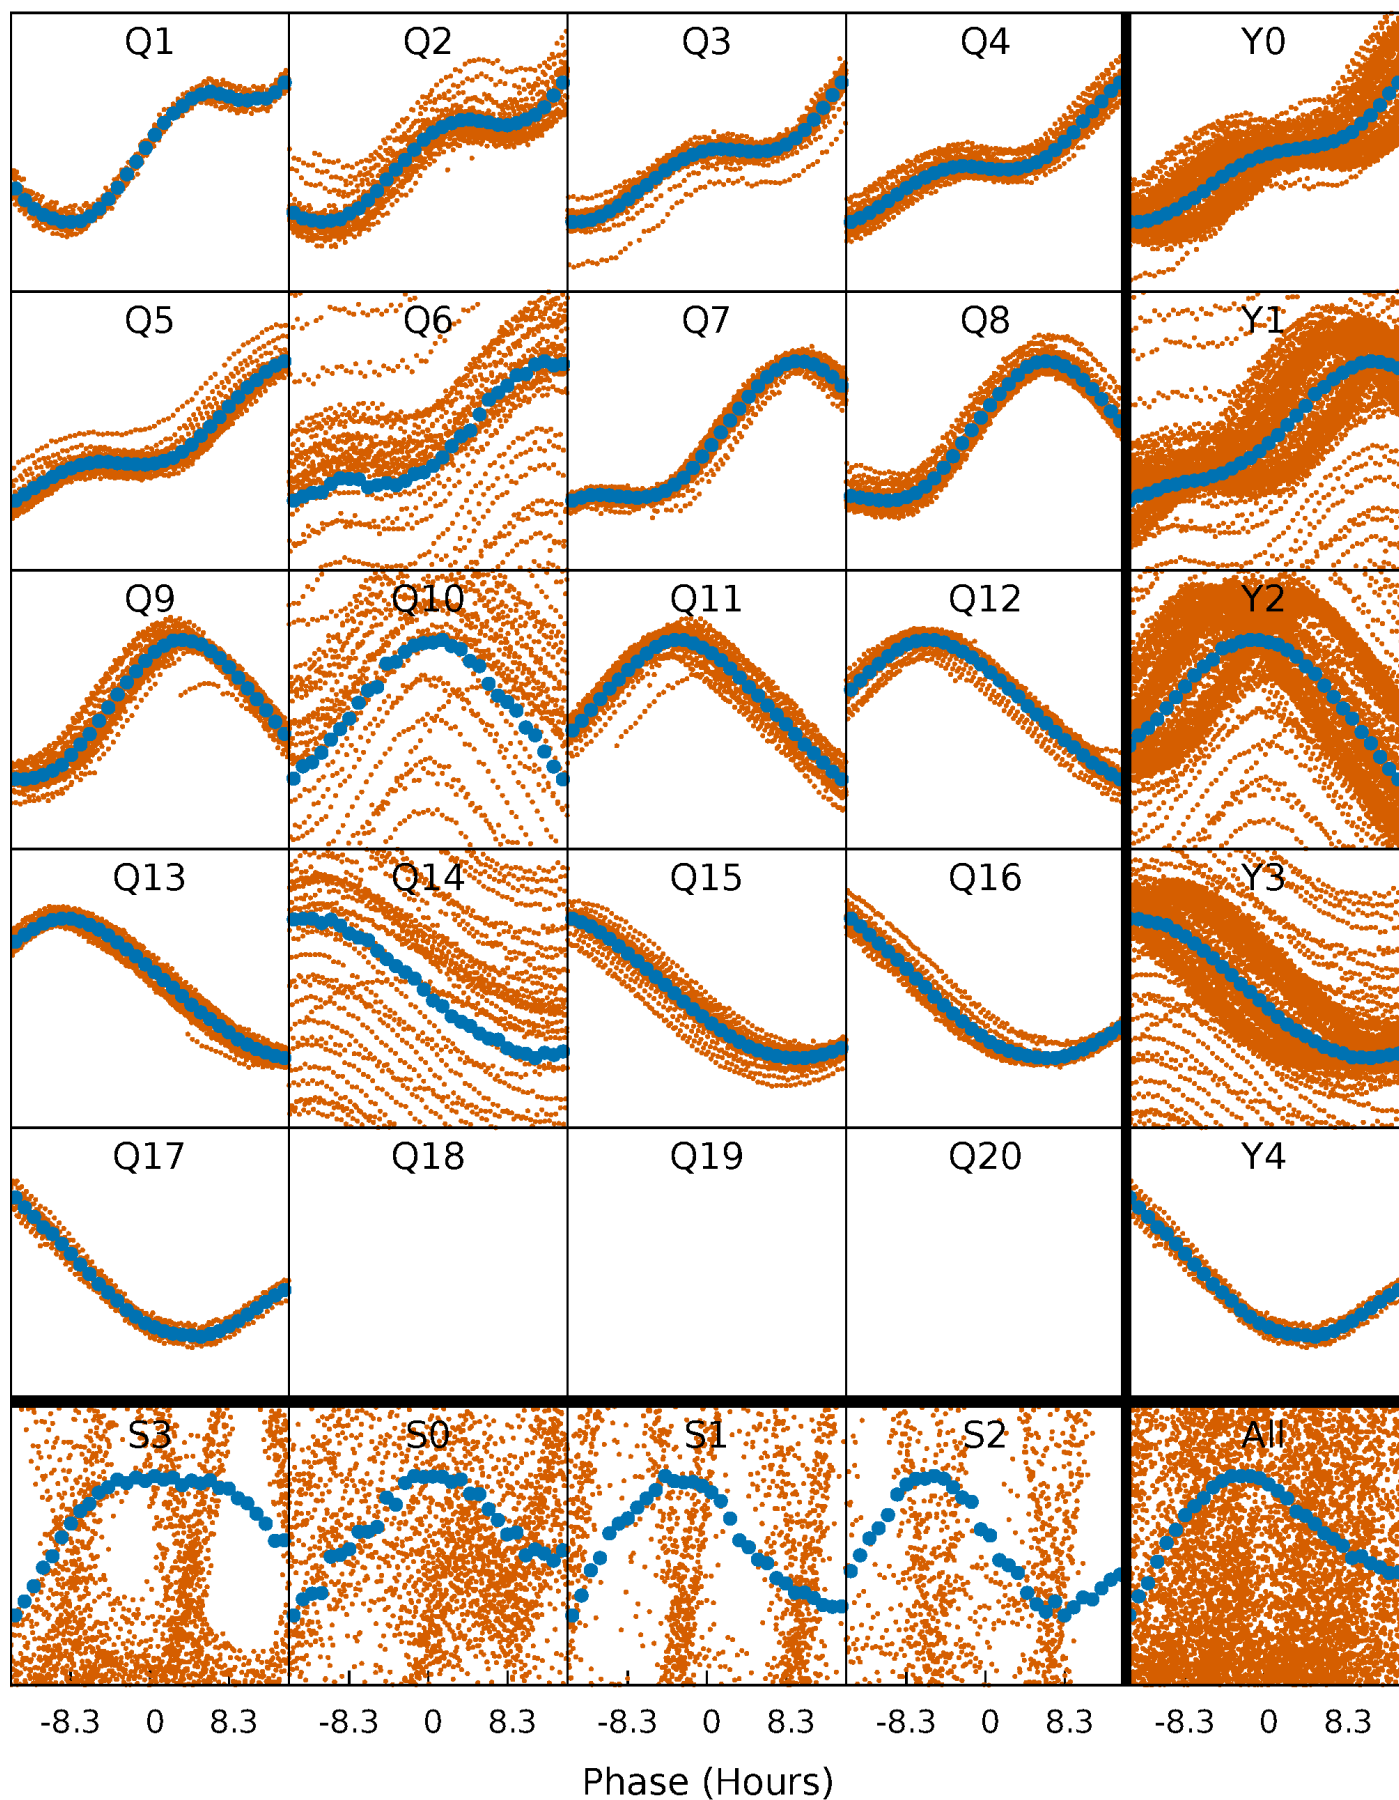 Q1 Q2 Q3 Q4 Y0
Q5 Q6 Q7 Q8 Y1
Q9 Q10 Q11 Q12 Y2
Q13 Q14 Q15 Q16 Y3
Q17 Q18 Q19 Q20 Y4
S3 S0 S1 S2 All
-8.3 0 8.3 -8.3 0 8.3 -8.3 0 8.3 -8.3 0 8.3 -8.3 0 8.3
Phase (Hours)